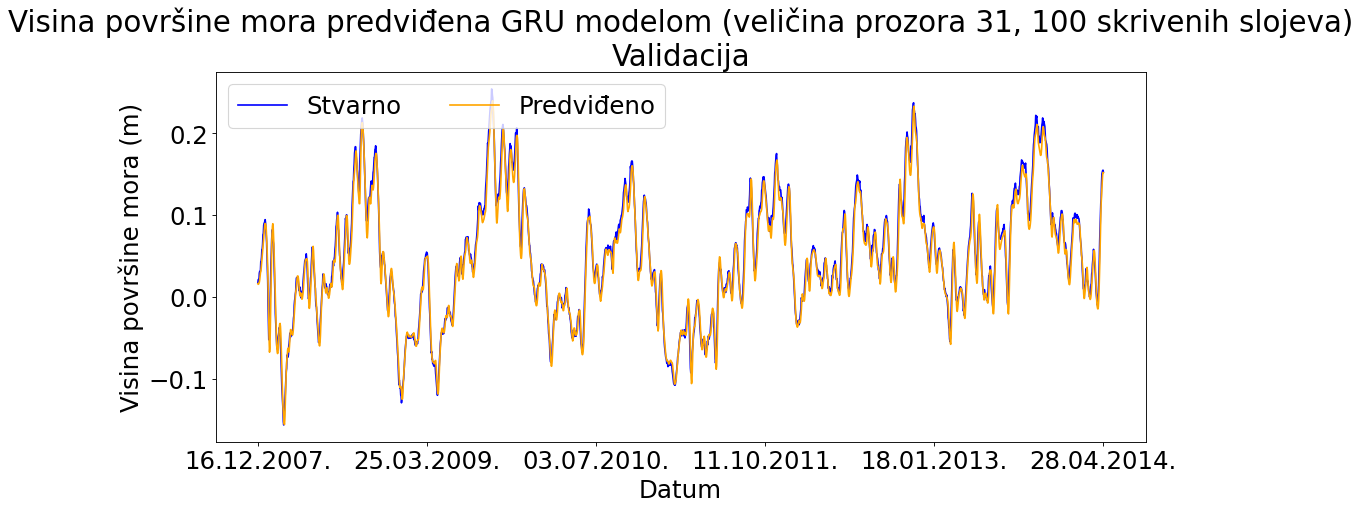 Visina površine mora predviđena GRU modelom (veličina prozora 31, 100 skrivenih slojeva)
Validacija
Stvarno Predviđeno
Visina površine mora (m)
0.2
0.1
0.0
−0.1
16.12.2007. 25.03.2009. 03.07.2010. 11.10.2011. 18.01.2013. 28.04.2014.
Datum